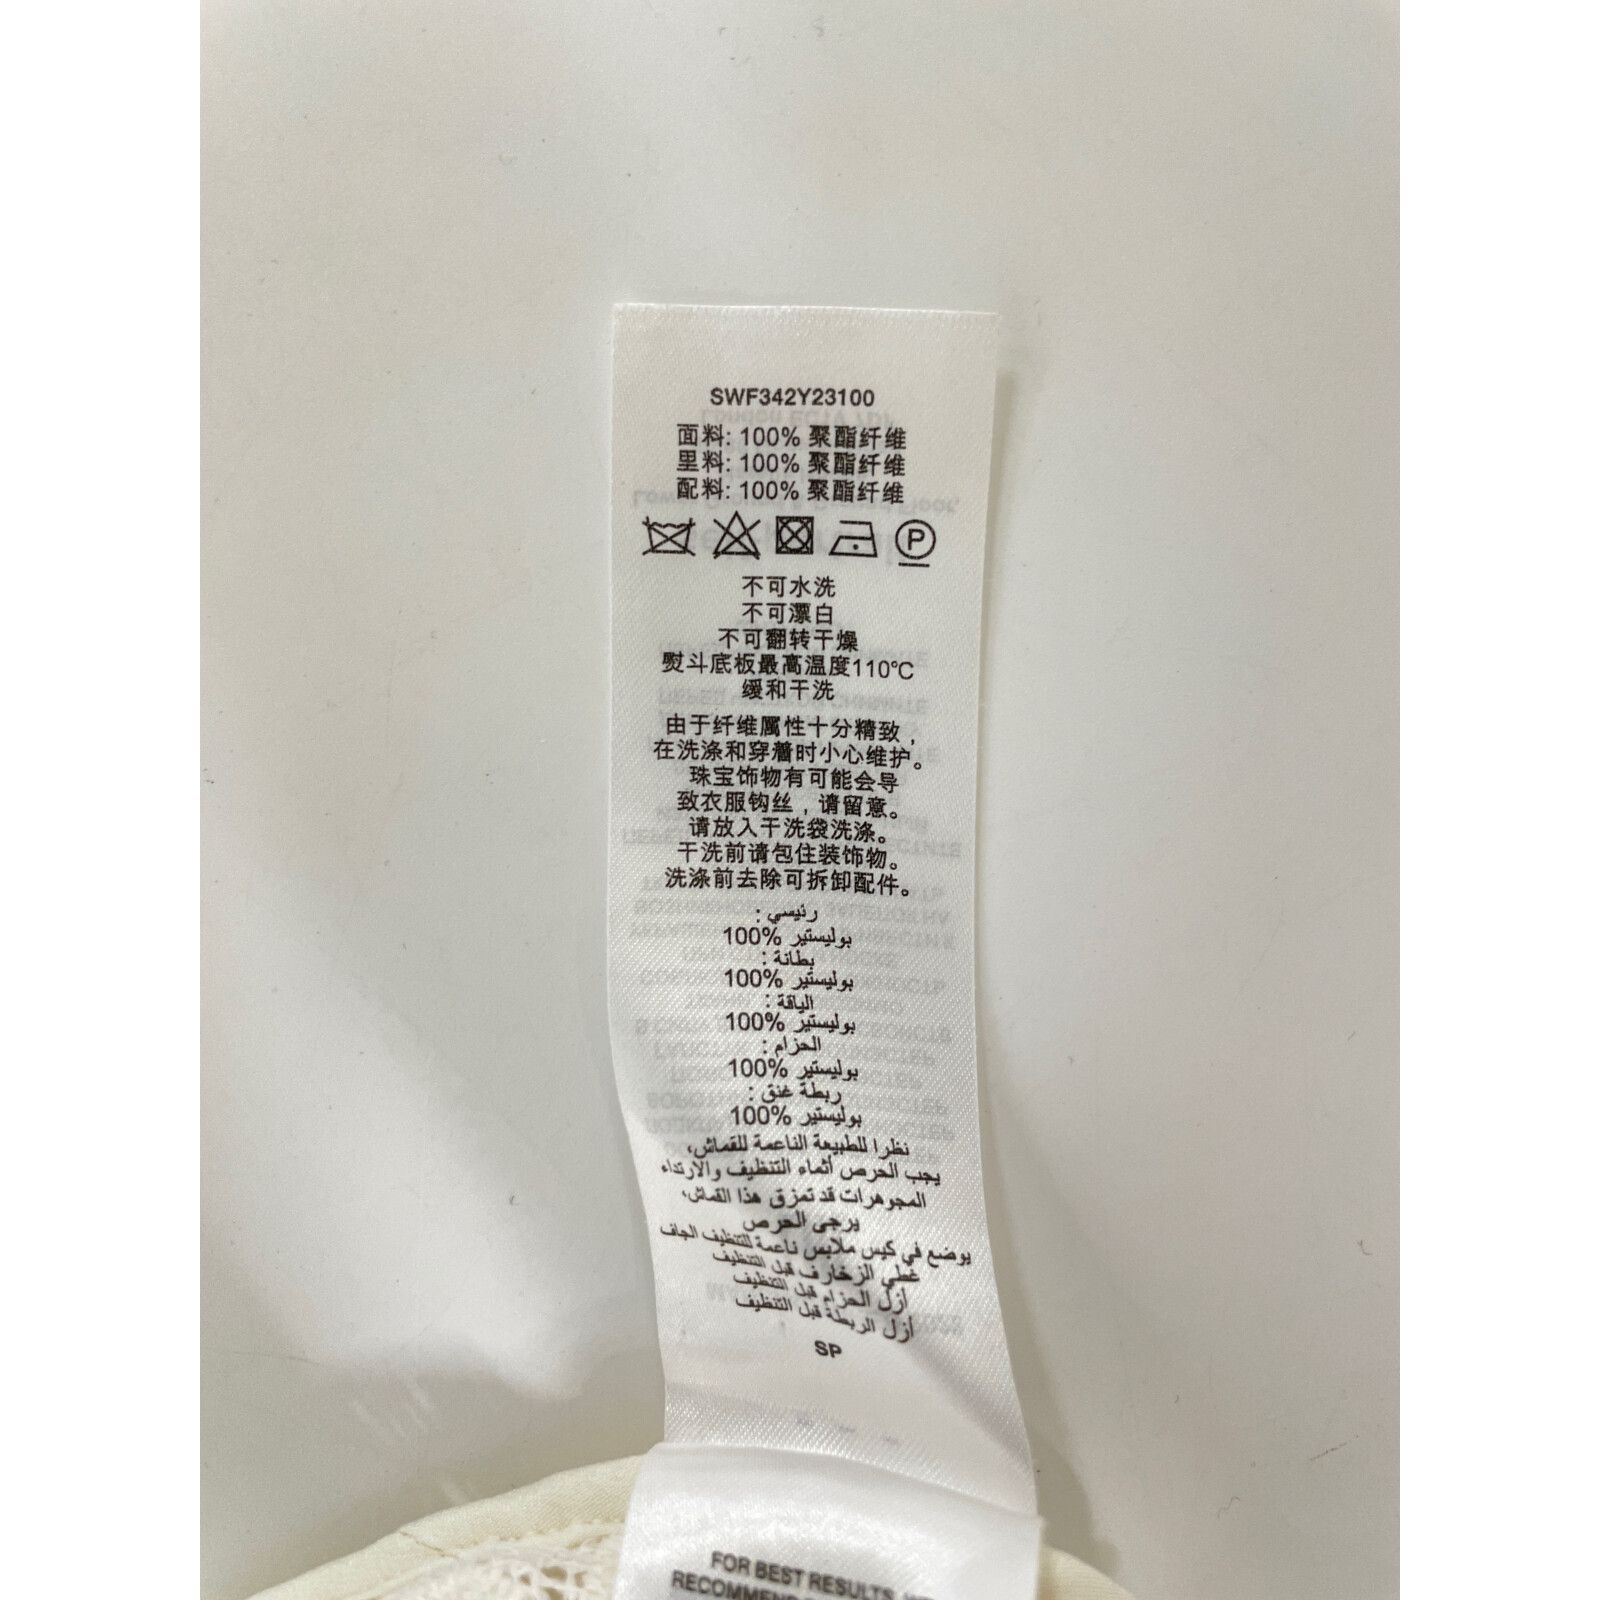 SWF342Y23100
面料: 100% 聚酯纤维
里料: 100% 聚酯纤维
配料: 100% 聚酯纤维
P
不可水洗
不可漂白
不可翻转干燥
熨斗底板最高温度110℃
缓和干洗
由于纤维属性十分精致，
在洗涤和穿着时小心维护。
珠宝饰物有可能会导
致衣服钩丝，请留意。
请放入干洗袋洗涤。
干洗前请包住装饰物。
洗涤前去除可拆卸配件。
رئيسي :
بوليستير %100
بطانة :
بوليستير %100
الياقة :
بوليستير %100
الحزام :
بوليستير %100
ربطة عنق :
بوليستير %100
نظرا للطبيعة الناعمة للقماش،
يجب الحرص أثماء التنظيف والارتداء
المجوهرات قد تمزق هذا القماش،
يرجى الحرص
يوضع في كيس ملابس ناعمة للتنظيف الجاف
غطي الزخارف قبل التنظيف
أزل الحزام قبل التنظيف
أزل الربطة قبل التنظيف
SP
FOR BEST RESULTS
RECOMMEND